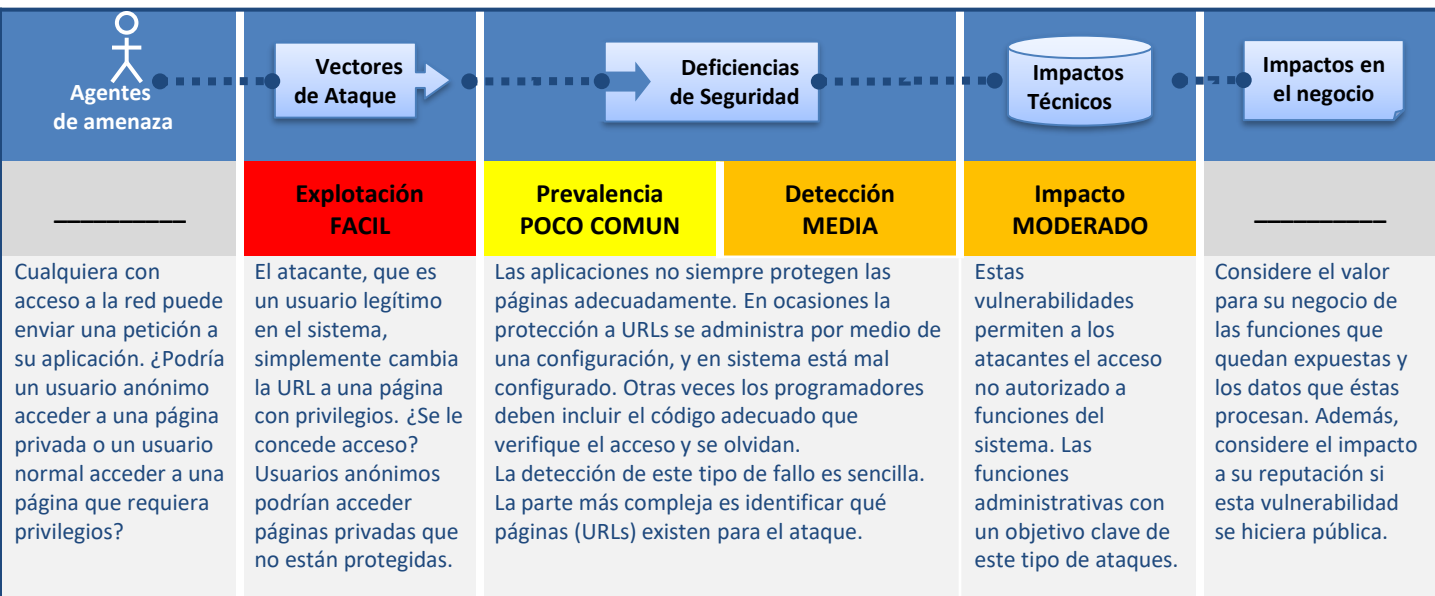 Agentes
de amenaza
Vectores
de Ataque
Deficiencias
de Seguridad
Impactos
Técnicos
Impactos en
el negocio
__________
Explotación
FACIL
Prevalencia
POCO COMUN
Detección
MEDIA
Impacto
MODERADO
__________
Cualquiera con
acceso a la red puede
enviar una petición a
su aplicación. ¿Podría
un usuario anónimo
acceder a una página
privada o un usuario
normal acceder a una
página que requiera
privilegios?
El atacante, que es
un usuario legítimo
en el sistema,
simplemente cambia
la URL a una página
con privilegios. ¿Se le
concede acceso?
Usuarios anónimos
podrían acceder
páginas privadas que
no están protegidas.
Las aplicaciones no siempre protegen las
páginas adecuadamente. En ocasiones la
protección a URLs se administra por medio de
una configuración, y en sistema está mal
configurado. Otras veces los programadores
deben incluir el código adecuado que
verifique el acceso y se olvidan.
La detección de este tipo de fallo es sencilla.
La parte más compleja es identificar qué
páginas (URLs) existen para el ataque.
Estas
vulnerabilidades
permiten a los
atacantes el acceso
no autorizado a
funciones del
sistema. Las
funciones
administrativas con
un objetivo clave de
este tipo de ataques.
Considere el valor
para su negocio de
las funciones que
quedan expuestas y
los datos que éstas
procesan. Además,
considere el impacto
a su reputación si
esta vulnerabilidad
se hiciera pública.